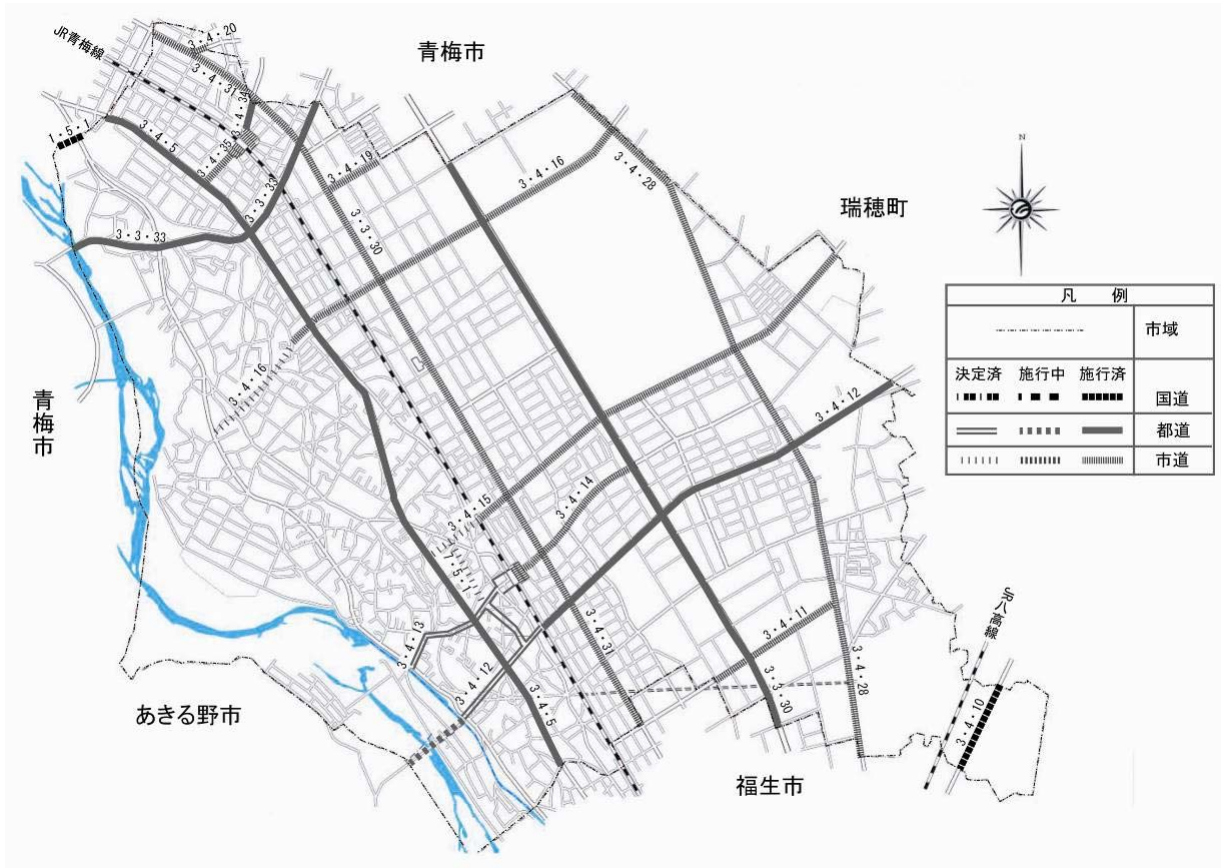 3・4・20
青梅市
JR青梅線
3・4・31
3・4・34
1・5・1
3・4・5
3・4・35
3・4・19
3・4・16
3・4・28
N
3・3・33
瑞穂町
3・3・33
3・3・30
凡 例
市域
決定済 施行中 施行済
国道
都道
市道
青梅市
3・4・16
3・4・12
3・4・15
3・4・14
7・5・1
3・4・11
JR八高線
3・4・13
3・4・31
3・4・12
3・4・28
3・4・5
3・3・30
3・4・10
あきる野市
福生市